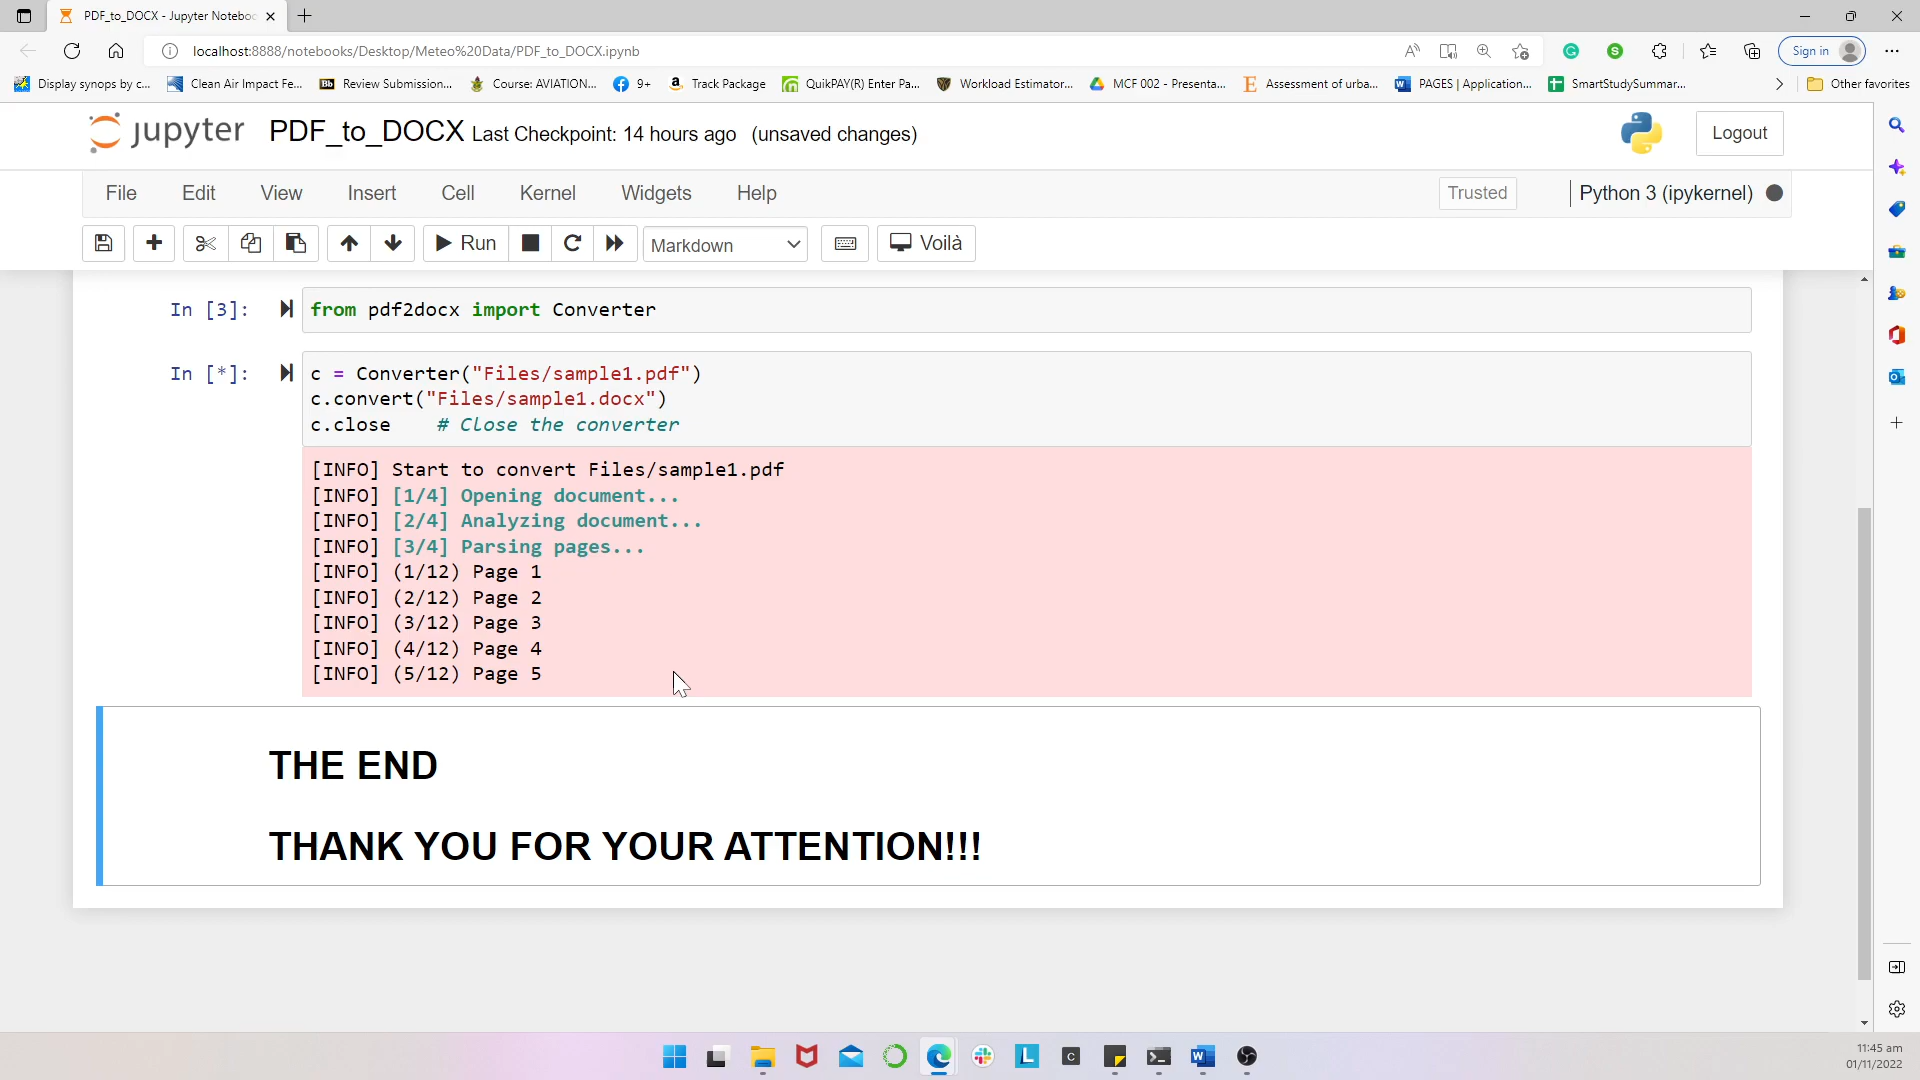 PDF_to_DOCX - Jupyter Noteboo
localhost:8888/notebooks/Desktop/Meteo%20Data/PDF_to_DOCX.ipynb
Sign in
Display synops by c...
Clean Air Impact Fe...
Bb Review Submission...
Course: AVIATION...
9+
Track Package
QuikPAY(R) Enter Pa...
Workload Estimator...
MCF 002 - Presenta...
Assessment of urba...
PAGES | Application...
SmartStudySummar...
Other favorites
jupyter PDF_to_DOCX Last Checkpoint: 14 hours ago (unsaved changes)
Logout
File Edit View Insert Cell Kernel Widgets Help
Trusted
Python 3 (ipykernel)
Run
Markdown
Voilà
In [3]: from pdf2docx import Converter
In [*]: c = Converter("Files/sample1.pdf")
c.convert("Files/sample1.docx")
c.close # Close the converter
[INFO] Start to convert Files/sample1.pdf
[INFO] [1/4] Opening document...
[INFO] [2/4] Analyzing document...
[INFO] [3/4] Parsing pages...
[INFO] (1/12) Page 1
[INFO] (2/12) Page 2
[INFO] (3/12) Page 3
[INFO] (4/12) Page 4
[INFO] (5/12) Page 5
THE END
THANK YOU FOR YOUR ATTENTION!!!
11:45 am
01/11/2022